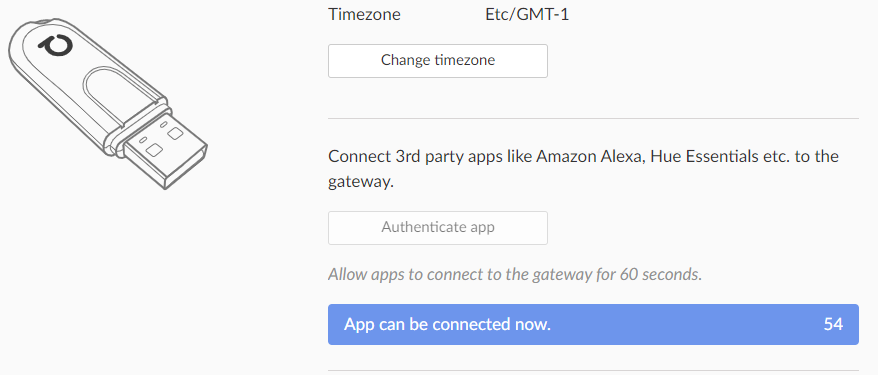 Timezone Etc/GMT-1
Change timezone
Connect 3rd party apps like Amazon Alexa, Hue Essentials etc. to the
gateway.
Authenticate app
Allow apps to connect to the gateway for 60 seconds.
App can be connected now. 54